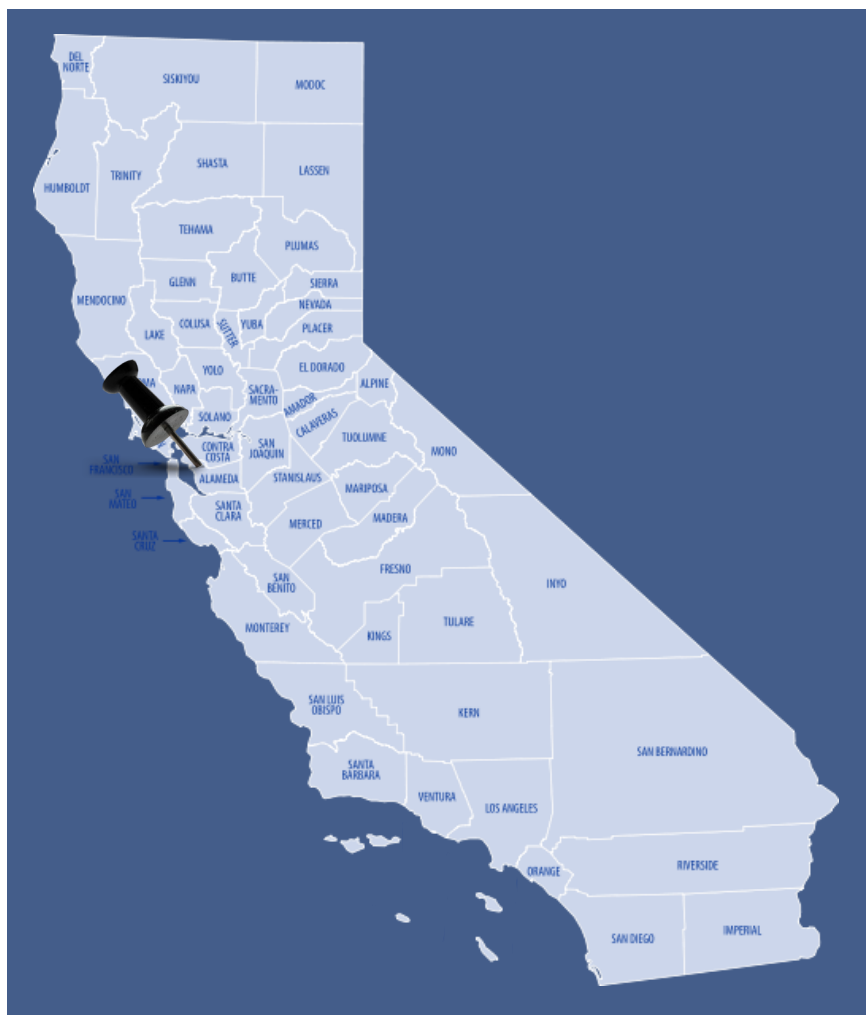 DEL
NORTE
SISKIYOU
MODOC
HUMBOLDT
TRINITY
SHASTA
LASSEN
TEHAMA
PLUMAS
MENDOCINO
GLENN
BUTTE
SIERRA
NEVADA
LAKE
COLUSA
SUTTER
YUBA
PLACER
YOLO
EL DORADO
NAPA
SACRA-
MENTO
ALPINE
AMADOR
SOLANO
CALAVERAS
TUOLUMNE
MONO
CONTRA
COSTA
SAN
JOAQUIN
SAN
FRANCISCO
ALAMEDA
STANISLAUS
MARIPOSA
SAN
MATEO
SANTA
CLARA
MERCED
MADERA
SANTA
CRUZ
FRESNO
INYO
SAN
BENITO
MONTEREY
KINGS
TULARE
SAN LUIS
OBISPO
KERN
SAN BERNARDINO
SANTA
BARBARA
VENTURA
LOS ANGELES
ORANGE
RIVERSIDE
SAN DIEGO
IMPERIAL